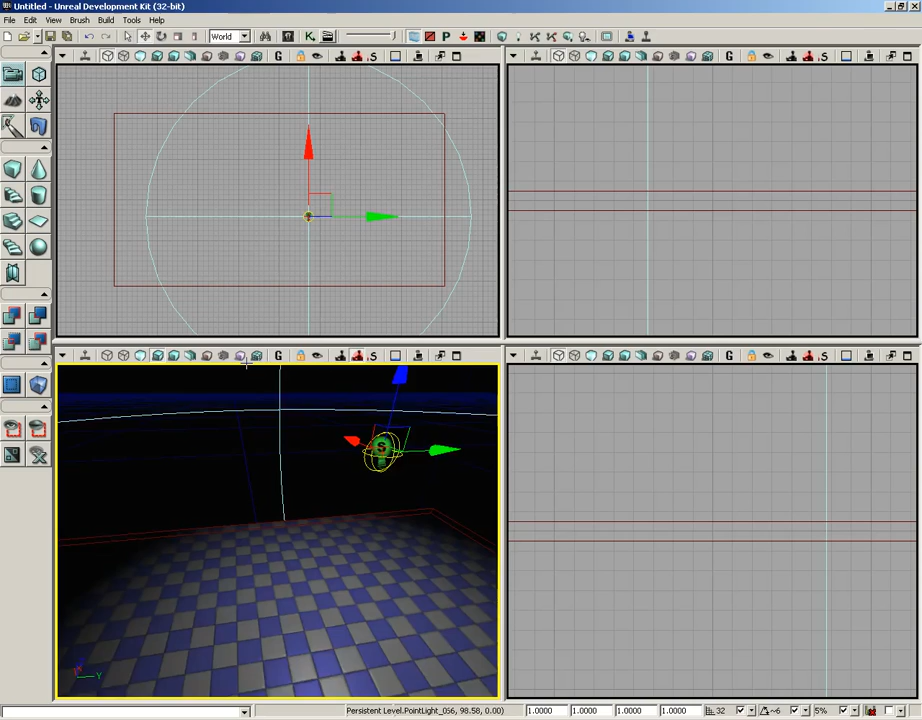 Untitled - Unreal Development Kit (32-bit)
File Edit View Brush Build Tools Help
World
G
G
G
G
S
Y
Persistent Level.PointLight_056, 98.58, 0.00) 1.0000 1.0000 1.0000 1.0000 32 6 5%